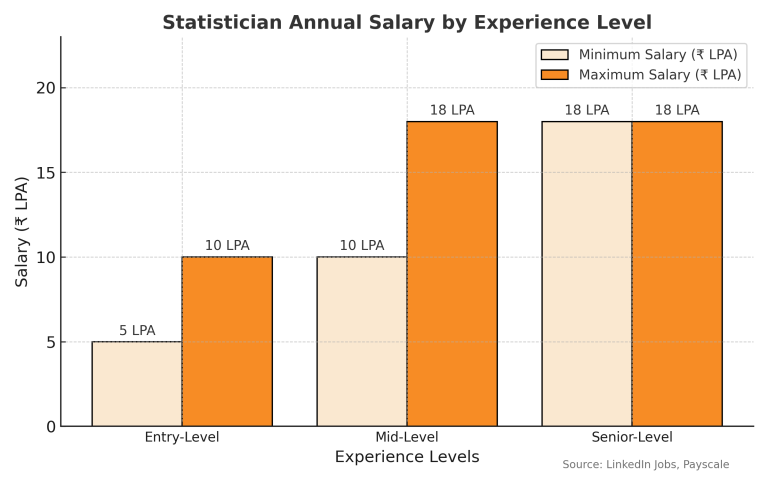 Statistician Annual Salary by Experience Level
Minimum Salary (₹ LPA)
Maximum Salary (₹ LPA)
Salary (₹ LPA)
20
15
10
5
0
5 LPA
10 LPA
10 LPA
18 LPA
18 LPA
18 LPA
Entry-Level
Mid-Level
Senior-Level
Experience Levels
Source: LinkedIn Jobs, Payscale